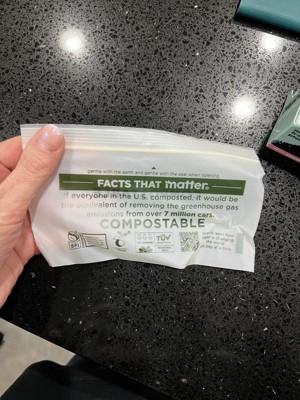 gentle with the earth and gentle with the seal when opening
FACTS THAT matter.
If everyone in the U.S. composted, it would be
the equivalent of removing the greenhouse gas
emissions from over 7 million cars.
COMPOSTABLE
BPI
TÜV